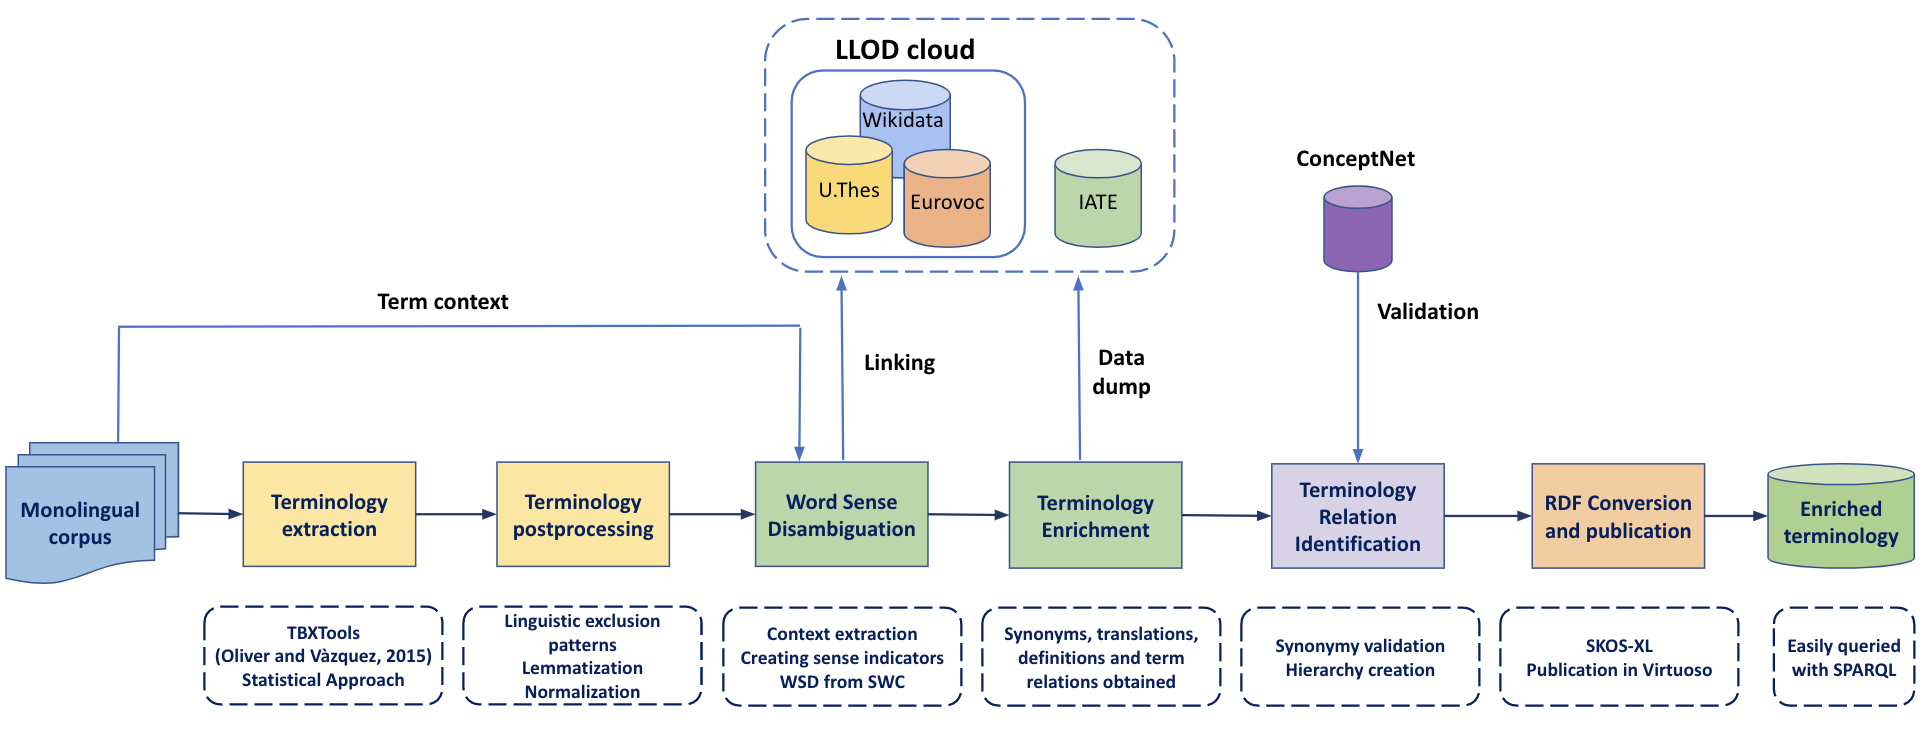 LLOD cloud
Wikidata
U.Thes
Eurovoc
IATE
ConceptNet
Term context
Linking
Data
dump
Validation
Monolingual
corpus
Terminology
extraction
Terminology
postprocessing
Word Sense
Disambiguation
Terminology
Enrichment
Terminology
Relation
Identification
RDF Conversion
and publication
Enriched
terminology
TBXTools
(Oliver and Vàzquez, 2015)
Statistical Approach
Linguistic exclusion
patterns
Lemmatization
Normalization
Context extraction
Creating sense indicators
WSD from SWC
Synonyms, translations,
definitions and term
relations obtained
Synonymy validation
Hierarchy creation
SKOS-XL
Publication in Virtuoso
Easily queried
with SPARQL